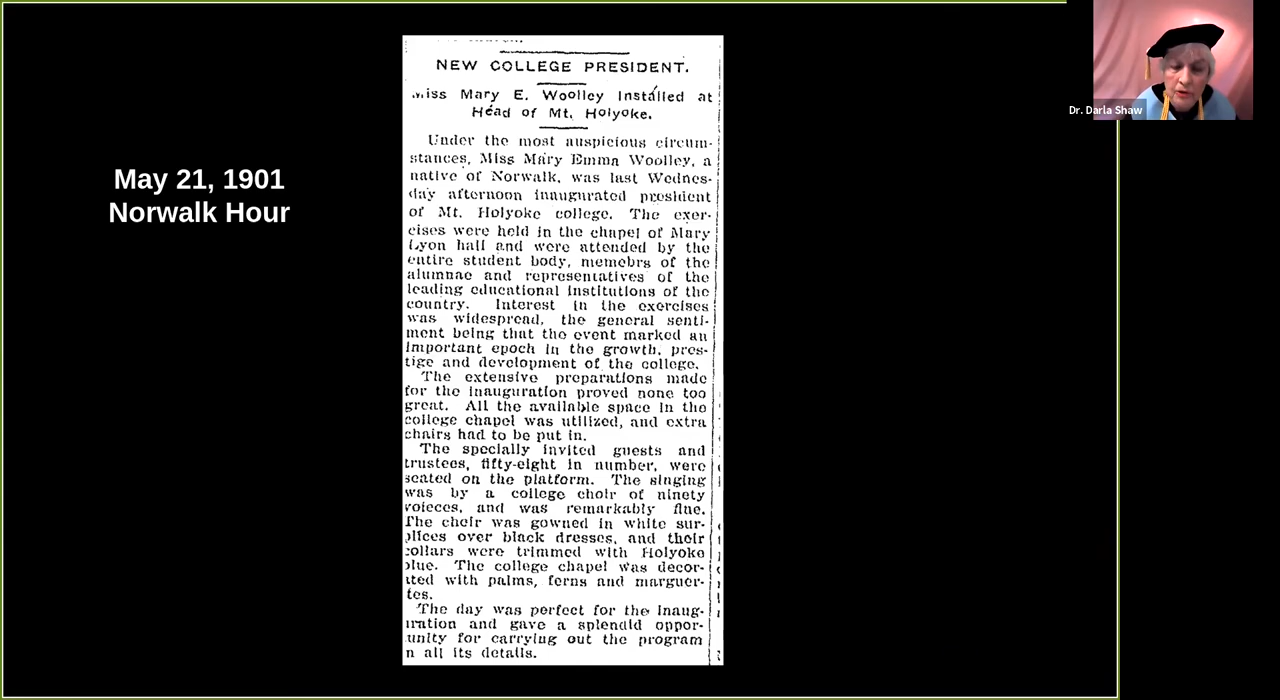 May 21, 1901
Norwalk Hour
NEW COLLEGE PRESIDENT.
Miss Mary E. Woolley Installed at
Head of Mt. Holyoke.
Under the most auspicious circum-
stances, Miss Mary Emma Woolley, a
native of Norwalk, was last Wednes-
day afternoon inaugurated president
of Mt. Holyoke college. The exer-
cises were held in the chapel of Mary
Lyon hall and were attended by the
entire student body, memebrs of the
alumnae and representatives of the
leading educational institutions of the
country. Interest in the exercises
was widespread, the general senti-
ment being that the event marked an
important epoch in the growth, pres-
tige and development of the college.
The extensive preparations made
for the inauguration proved none too
great. All the available space in the
college chapel was utilized, and extra
chairs had to be put in.
The specially invited guests and
trustees, fifty-eight in number, were
seated on the platform. The singing
was by a college choir of ninety
voieces, and was remarkably fine.
The choir was gowned in white sur-
plices over black dresses, and their
collars were trimmed with Holyoke
blue. The college chapel was decor-
ated with palms, ferns and marguer-
ites.
The day was perfect for the inaug-
uration and gave a splendid oppor-
tunity for carrying out the program
in all its details.
Dr. Darla Shaw